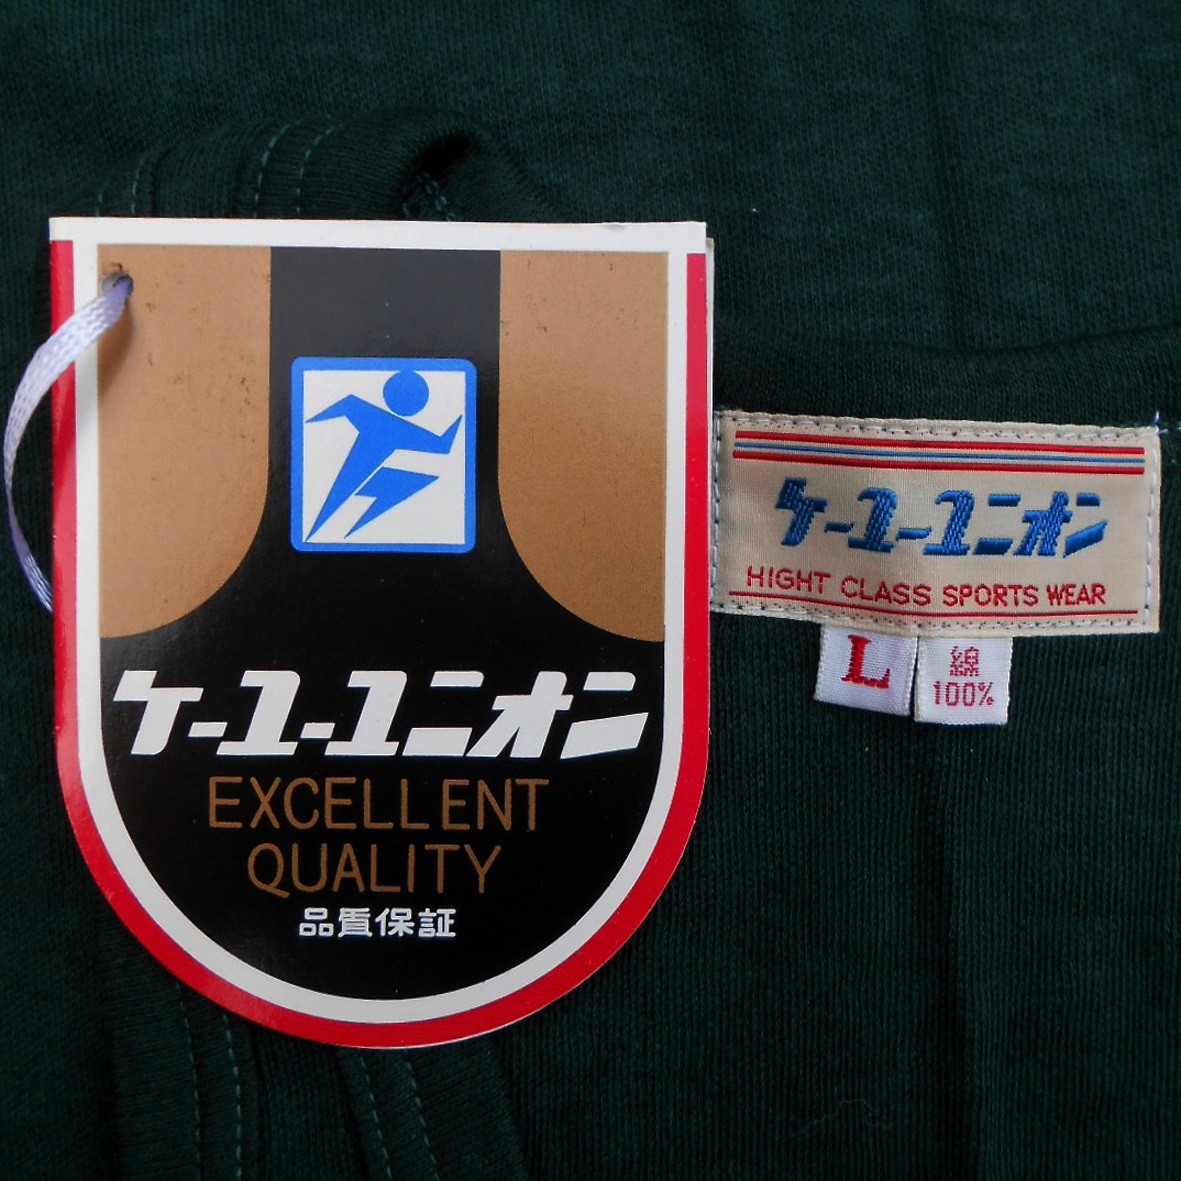 ケーユーユニオン
EXCELLENT
QUALITY
品質保証
ケーユーユニオン
HIGHT CLASS SPORTS WEAR
L
綿
100%